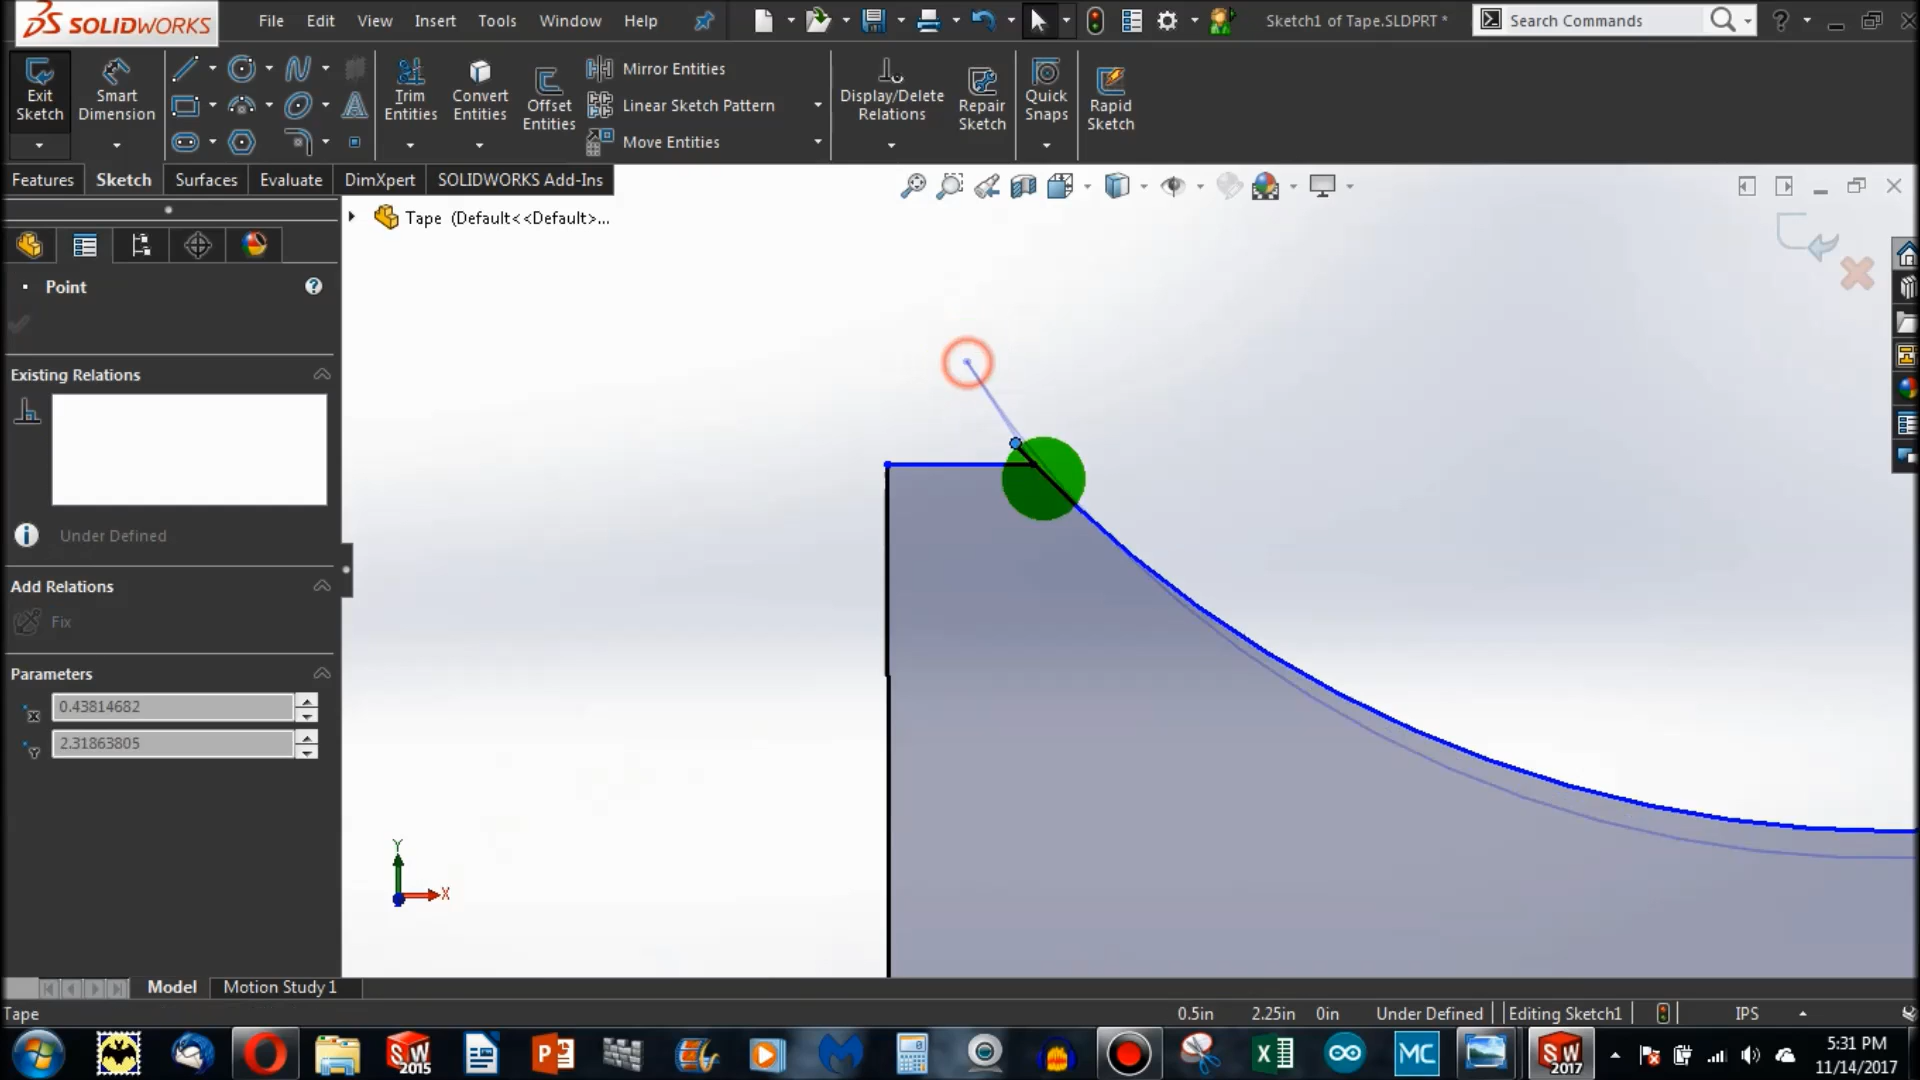 SOLIDWORKS File Edit View Insert Tools Window Help Sketch1 of Tape.SLDPRT * Search Commands
Exit Sketch
Smart Dimension
Trim Entities
Convert Entities
Offset Entities
Mirror Entities
Linear Sketch Pattern
Move Entities
Display/Delete Relations
Repair Sketch
Quick Snaps
Rapid Sketch
Features Sketch Surfaces Evaluate DimXpert SOLIDWORKS Add-Ins
Tape (Default<<Default>...
Point
Existing Relations
Under Defined
Add Relations
Fix
Parameters
0.43814682
2.31863805
Y
X
Model Motion Study 1
Tape 0.5in 2.25in 0in Under Defined Editing Sketch1 IPS
SW 2015
MC
SW 2017
5:31 PM
11/14/2017